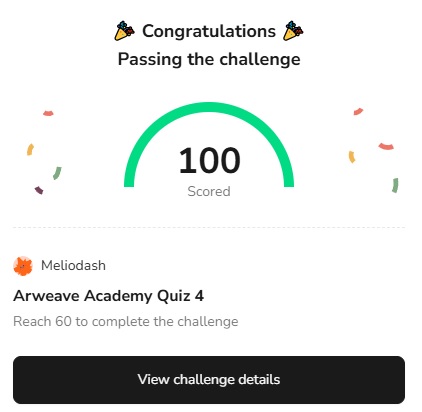 Congratulations
Passing the challenge
100
Scored
Meliodash
Arweave Academy Quiz 4
Reach 60 to complete the challenge
View challenge details